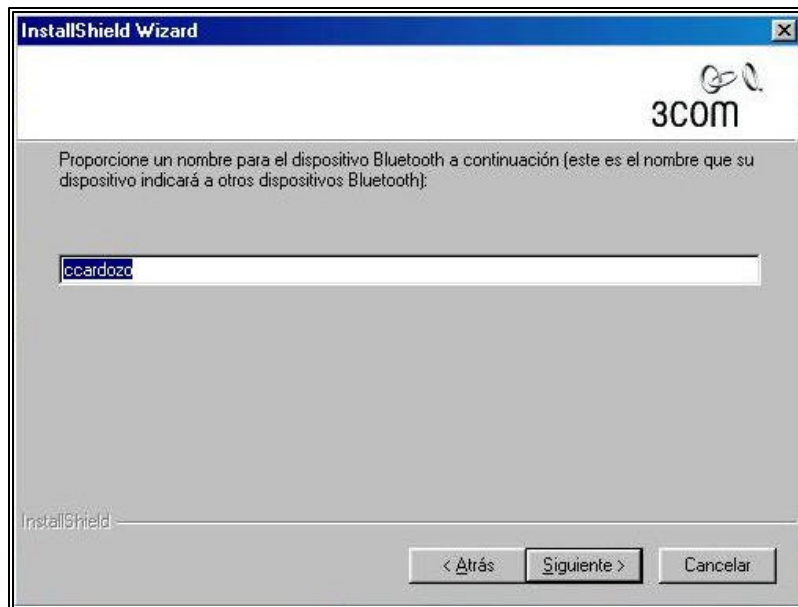 InstallShield Wizard
3COM
Proporcione un nombre para el dispositivo Bluetooth a continuación (este es el nombre que su
dispositivo indicará a otros dispositivos Bluetooth):
ccardozo
InstallShield
< Atrás Siguiente > Cancelar